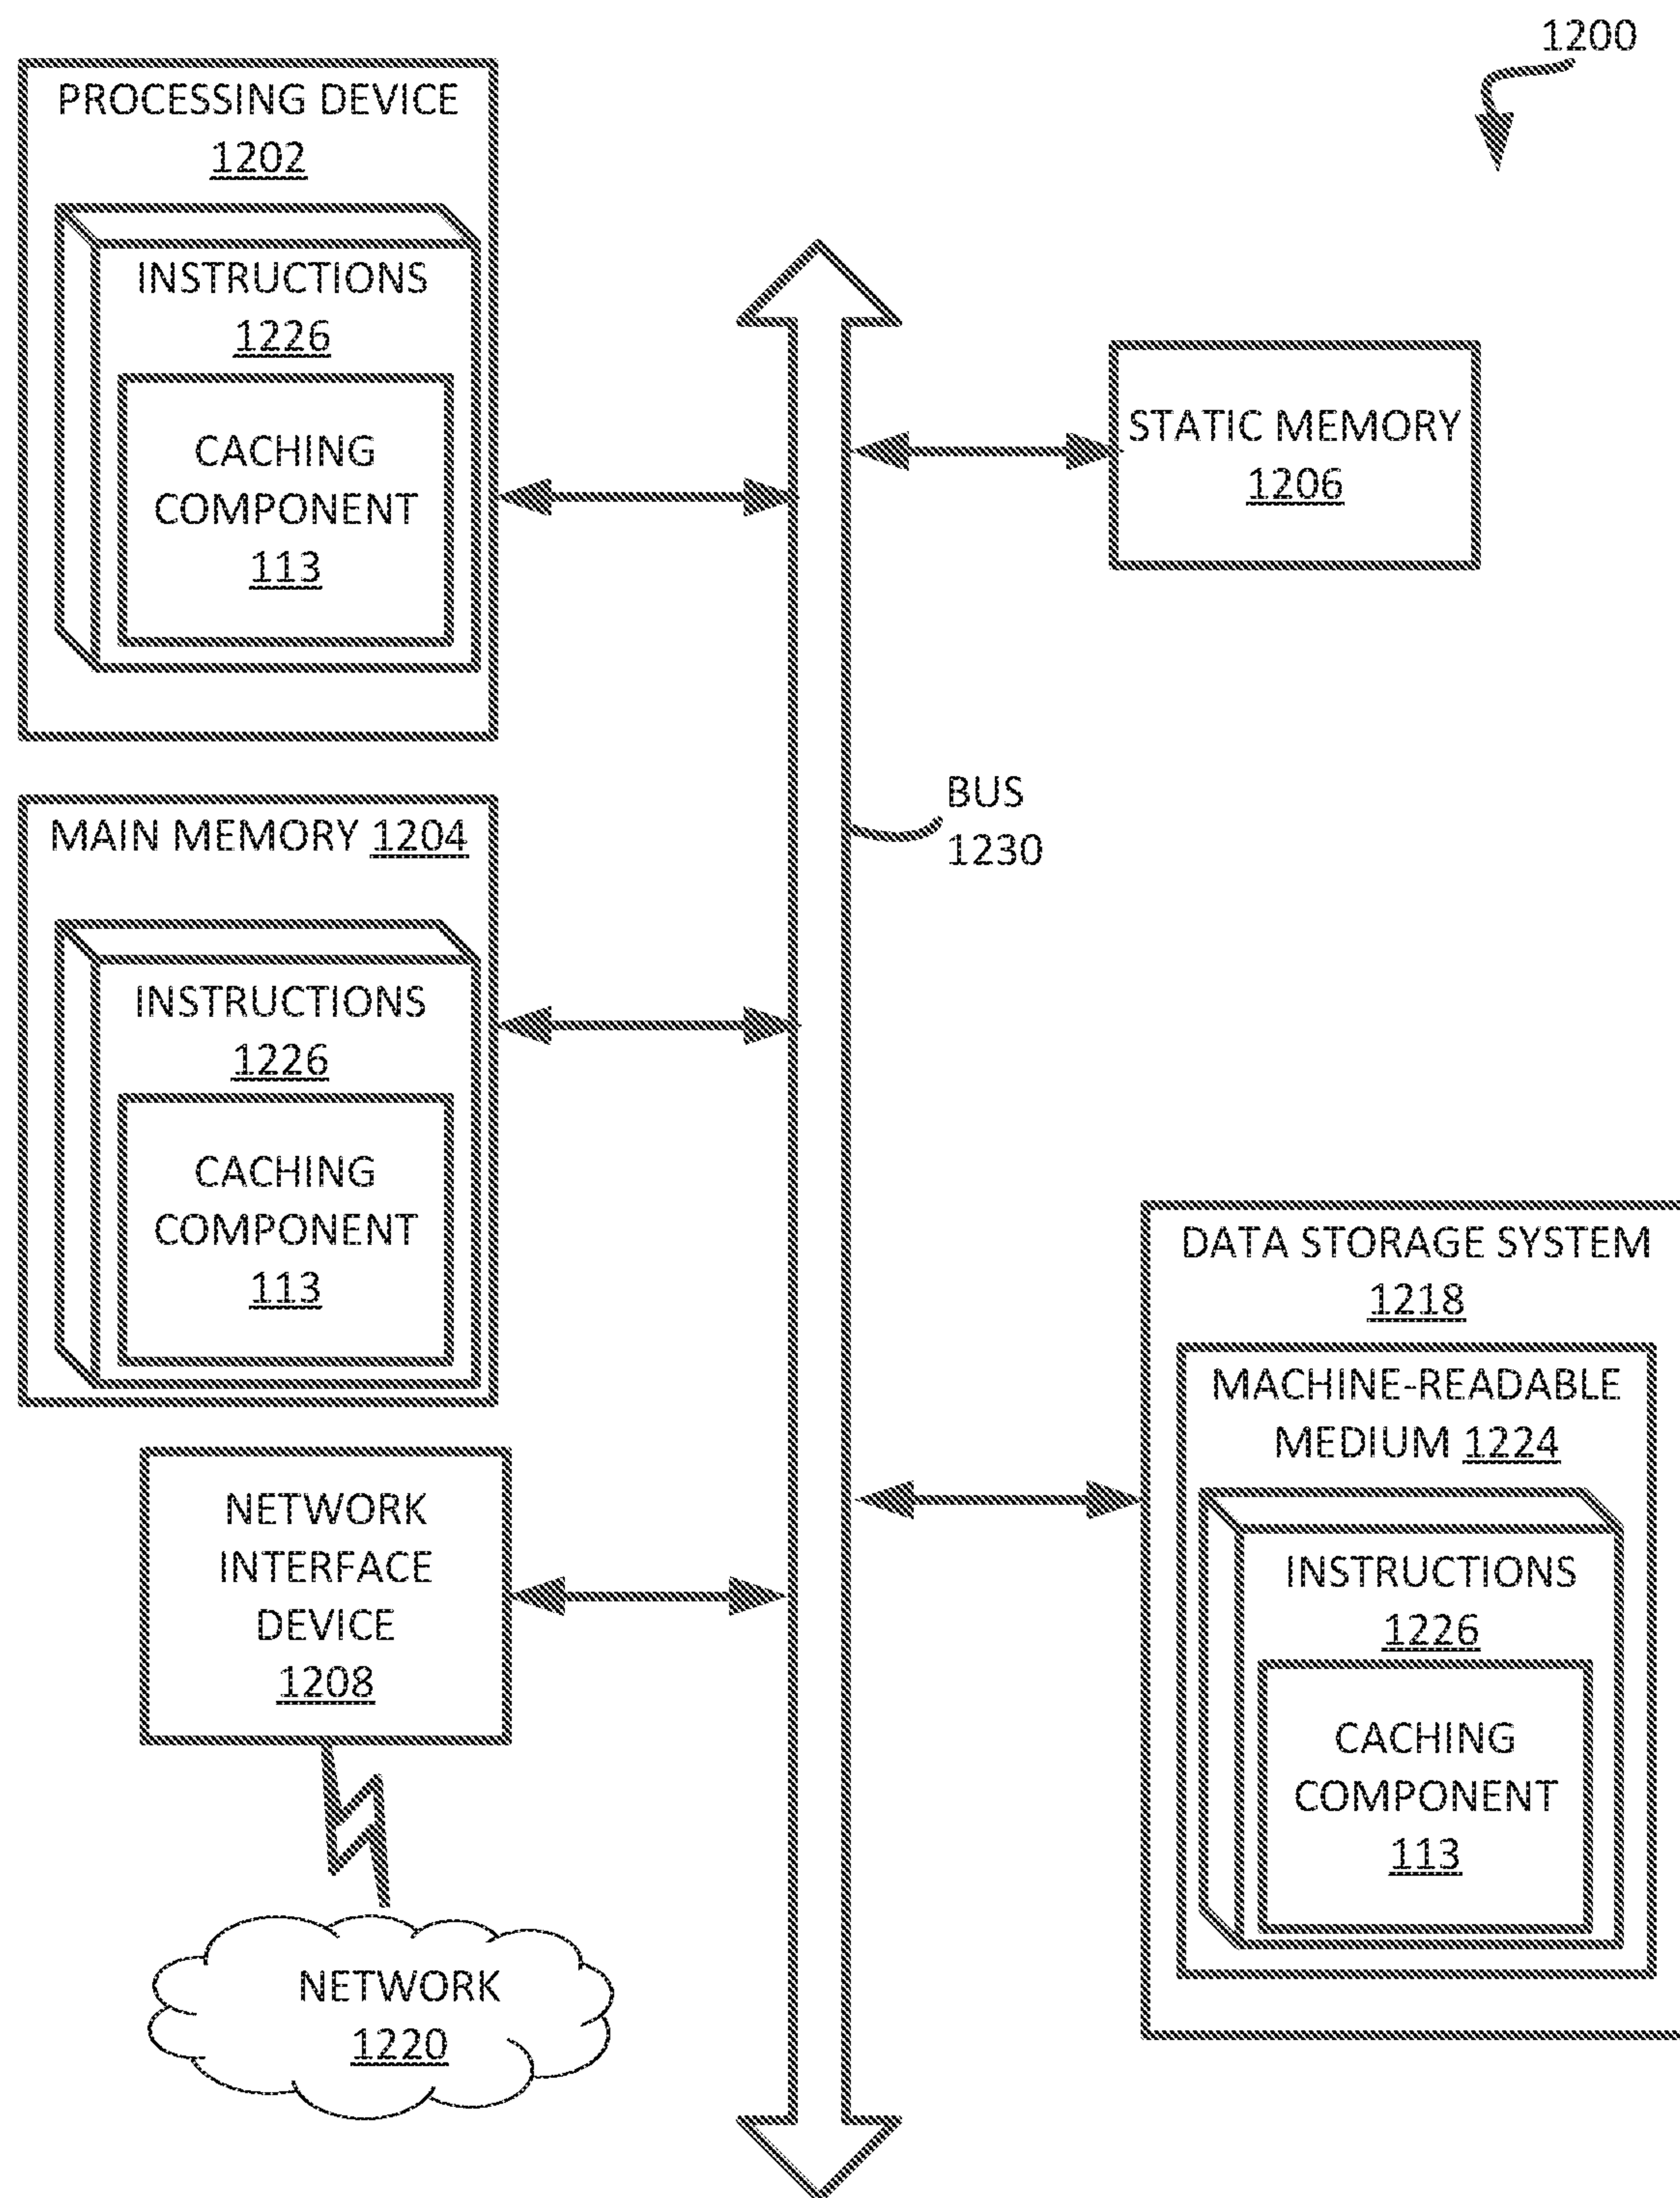 1200
PROCESSING DEVICE
1202
INSTRUCTIONS
1226
CACHING
COMPONENT
113
STATIC MEMORY
1206
BUS
1230
MAIN MEMORY 1204
INSTRUCTIONS
1226
CACHING
COMPONENT
113
DATA STORAGE SYSTEM
1218
MACHINE-READABLE
MEDIUM 1224
INSTRUCTIONS
1226
CACHING
COMPONENT
113
NETWORK
INTERFACE
DEVICE
1208
NETWORK
1220